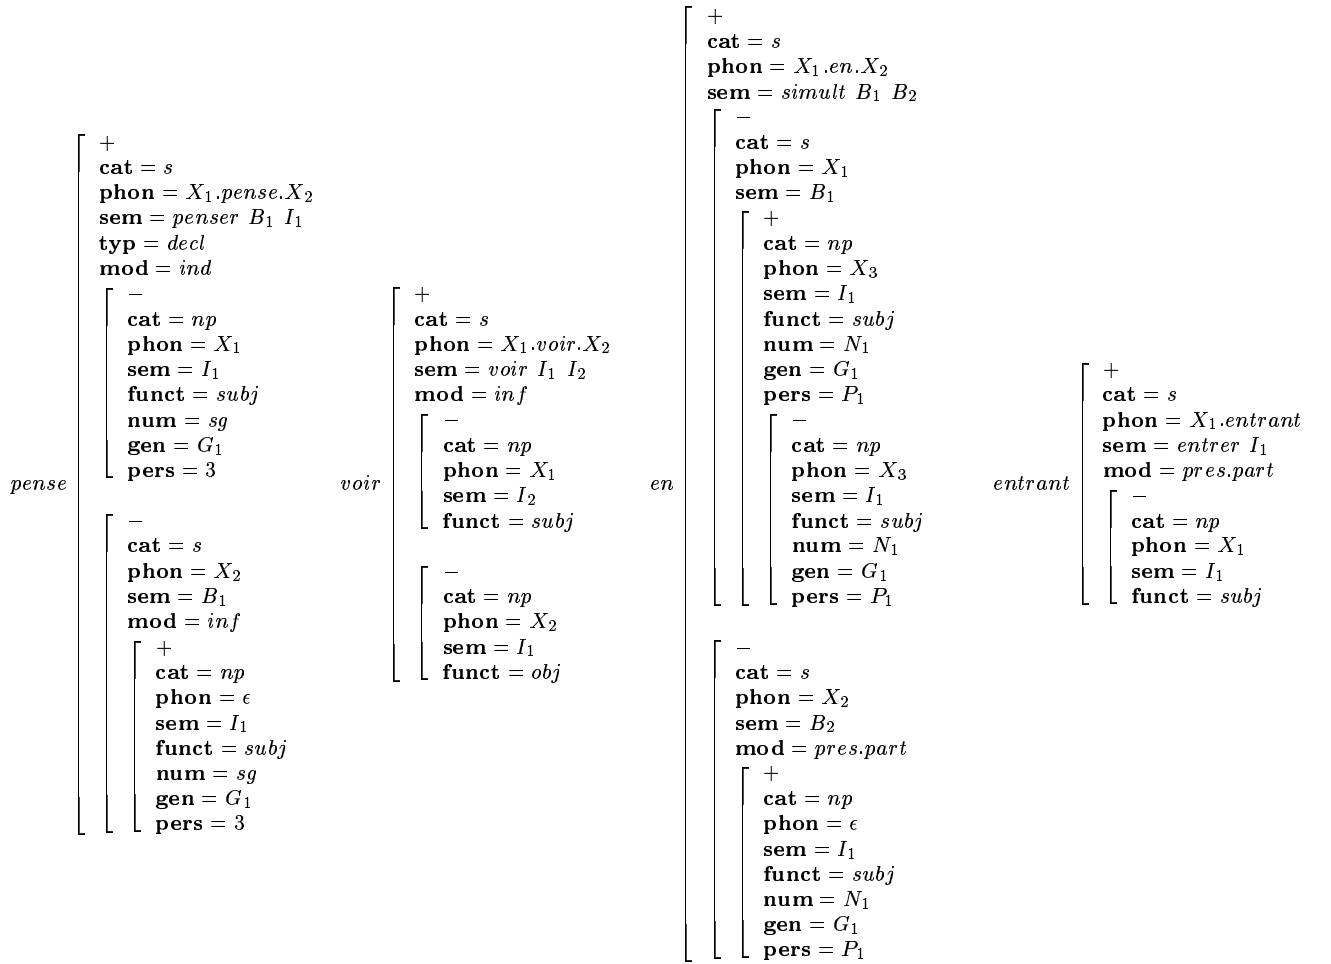 pense
+
cat = s
phon = X₁.pense.X₂
sem = penser B₁ I₁
typ = decl
mod = ind
−
cat = np
phon = X₁
sem = I₁
funct = subj
num = sg
gen = G₁
pers = 3
−
cat = s
phon = X₂
sem = B₁
mod = inf
+
cat = np
phon = ϵ
sem = I₁
funct = subj
num = sg
gen = G₁
pers = 3
voir
+
cat = s
phon = X₁.voir.X₂
sem = voir I₁ I₂
mod = inf
−
cat = np
phon = X₁
sem = I₂
funct = subj
−
cat = np
phon = X₂
sem = I₁
funct = obj
en
+
cat = s
phon = X₁.en.X₂
sem = simult B₁ B₂
−
cat = s
phon = X₁
sem = B₁
+
cat = np
phon = X₃
sem = I₁
funct = subj
num = N₁
gen = G₁
pers = P₁
−
cat = np
phon = X₃
sem = I₁
funct = subj
num = N₁
gen = G₁
pers = P₁
−
cat = s
phon = X₂
sem = B₂
mod = pres.part
+
cat = np
phon = ϵ
sem = I₁
funct = subj
num = N₁
gen = G₁
pers = P₁
entrant
+
cat = s
phon = X₁.entrant
sem = entrer I₁
mod = pres.part
−
cat = np
phon = X₁
sem = I₁
funct = subj